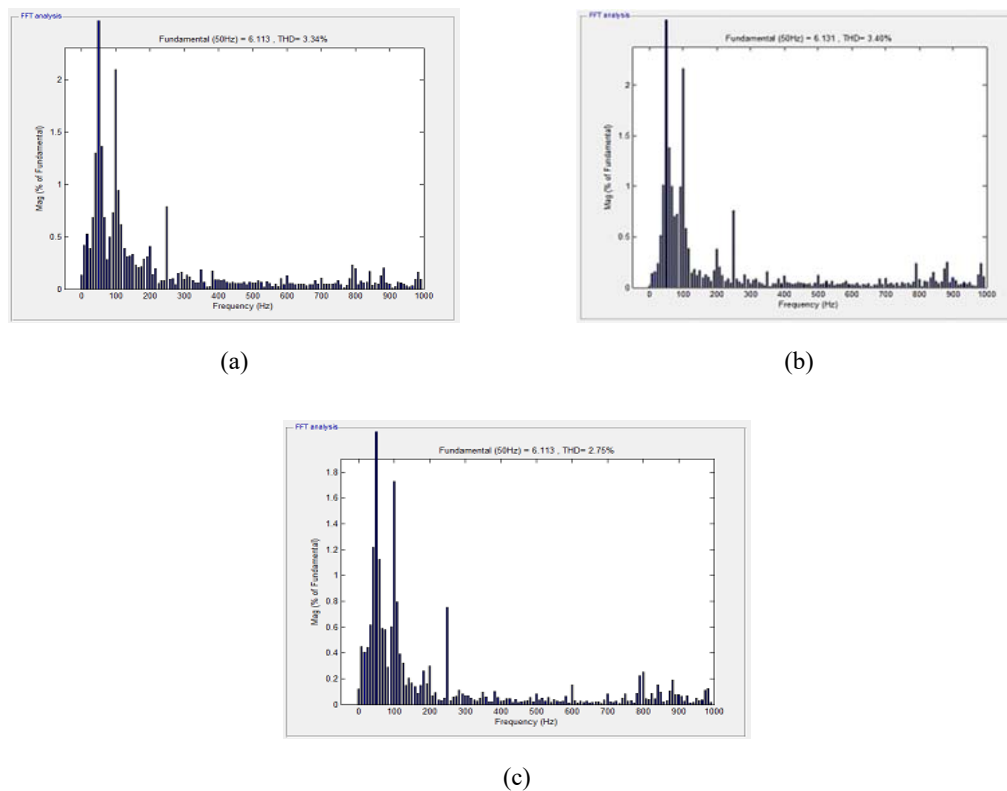 FFT analysis
Fundamental (50Hz) = 6.113 , THD= 3.34%
Mag (% of Fundamental)
2
1.5
1
0.5
0
0 100 200 300 400 500 600 700 800 900 1000
Frequency (Hz)
(a)
FFT analysis
Fundamental (50Hz) = 6.131 , THD= 3.40%
Mag (% of Fundamental)
2
1.5
1
0.5
0
0 100 200 300 400 500 600 700 800 900 1000
Frequency (Hz)
(b)
FFT analysis
Fundamental (50Hz) = 6.113 , THD= 2.75%
Mag (% of Fundamental)
1.8
1.6
1.4
1.2
1
0.8
0.6
0.4
0.2
0
0 100 200 300 400 500 600 700 800 900 1000
Frequency (Hz)
(c)